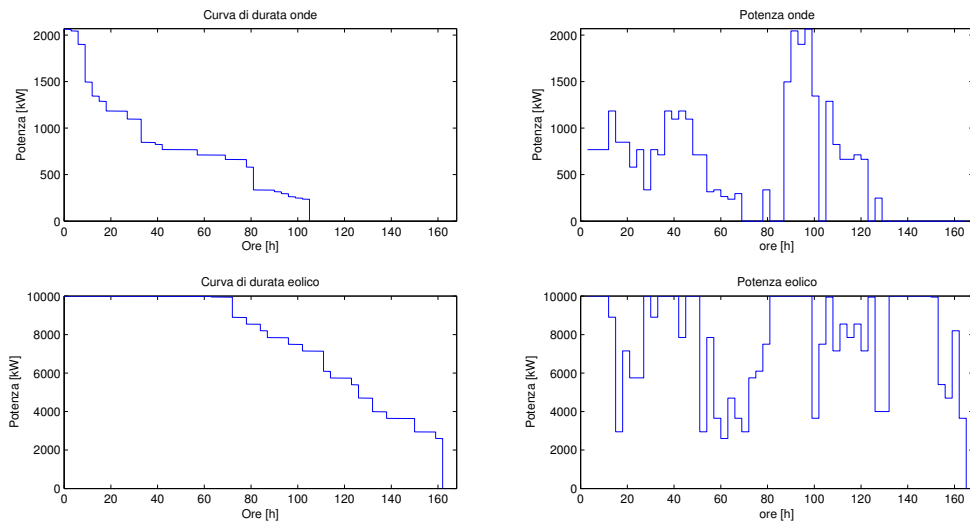 Curva di durata onde
Potenza [kW]
2000
1500
1000
500
0
0 20 40 60 80 100 120 140 160
Ore [h]
Potenza onde
Potenza [kW]
2000
1500
1000
500
0
0 20 40 60 80 100 120 140 160
ore [h]
Curva di durata eolico
Potenza [kW]
10000
8000
6000
4000
2000
0
0 20 40 60 80 100 120 140 160
Ore [h]
Potenza eolico
Potenza [kW]
10000
8000
6000
4000
2000
0
0 20 40 60 80 100 120 140 160
ore [h]